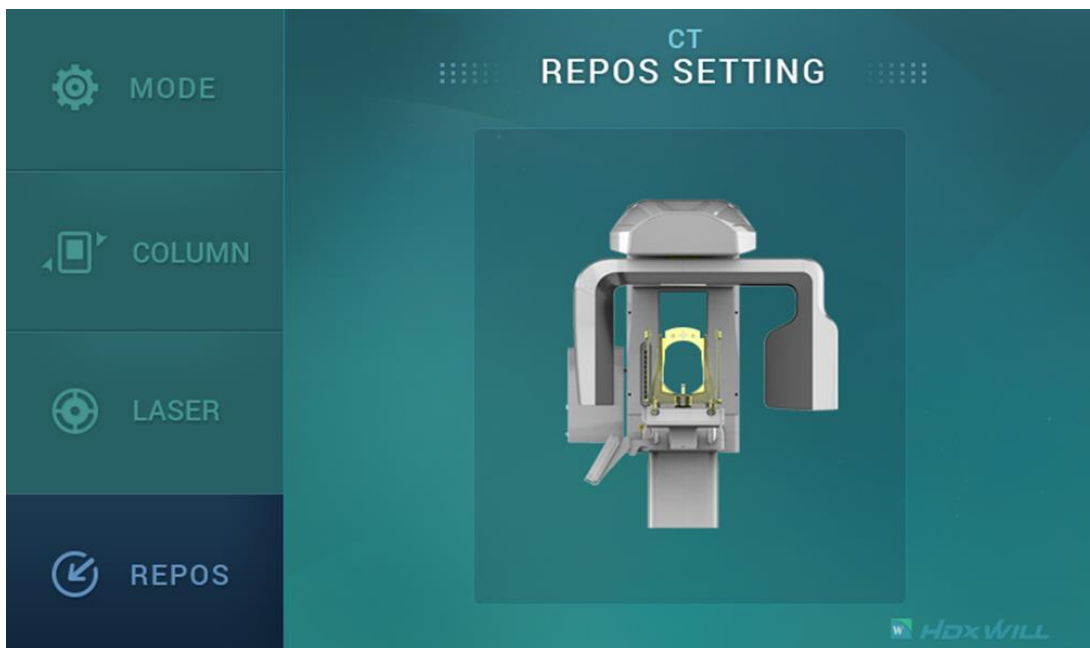 MODE
COLUMN
LASER
REPOS
CT
REPOS SETTING
W HDXWILL